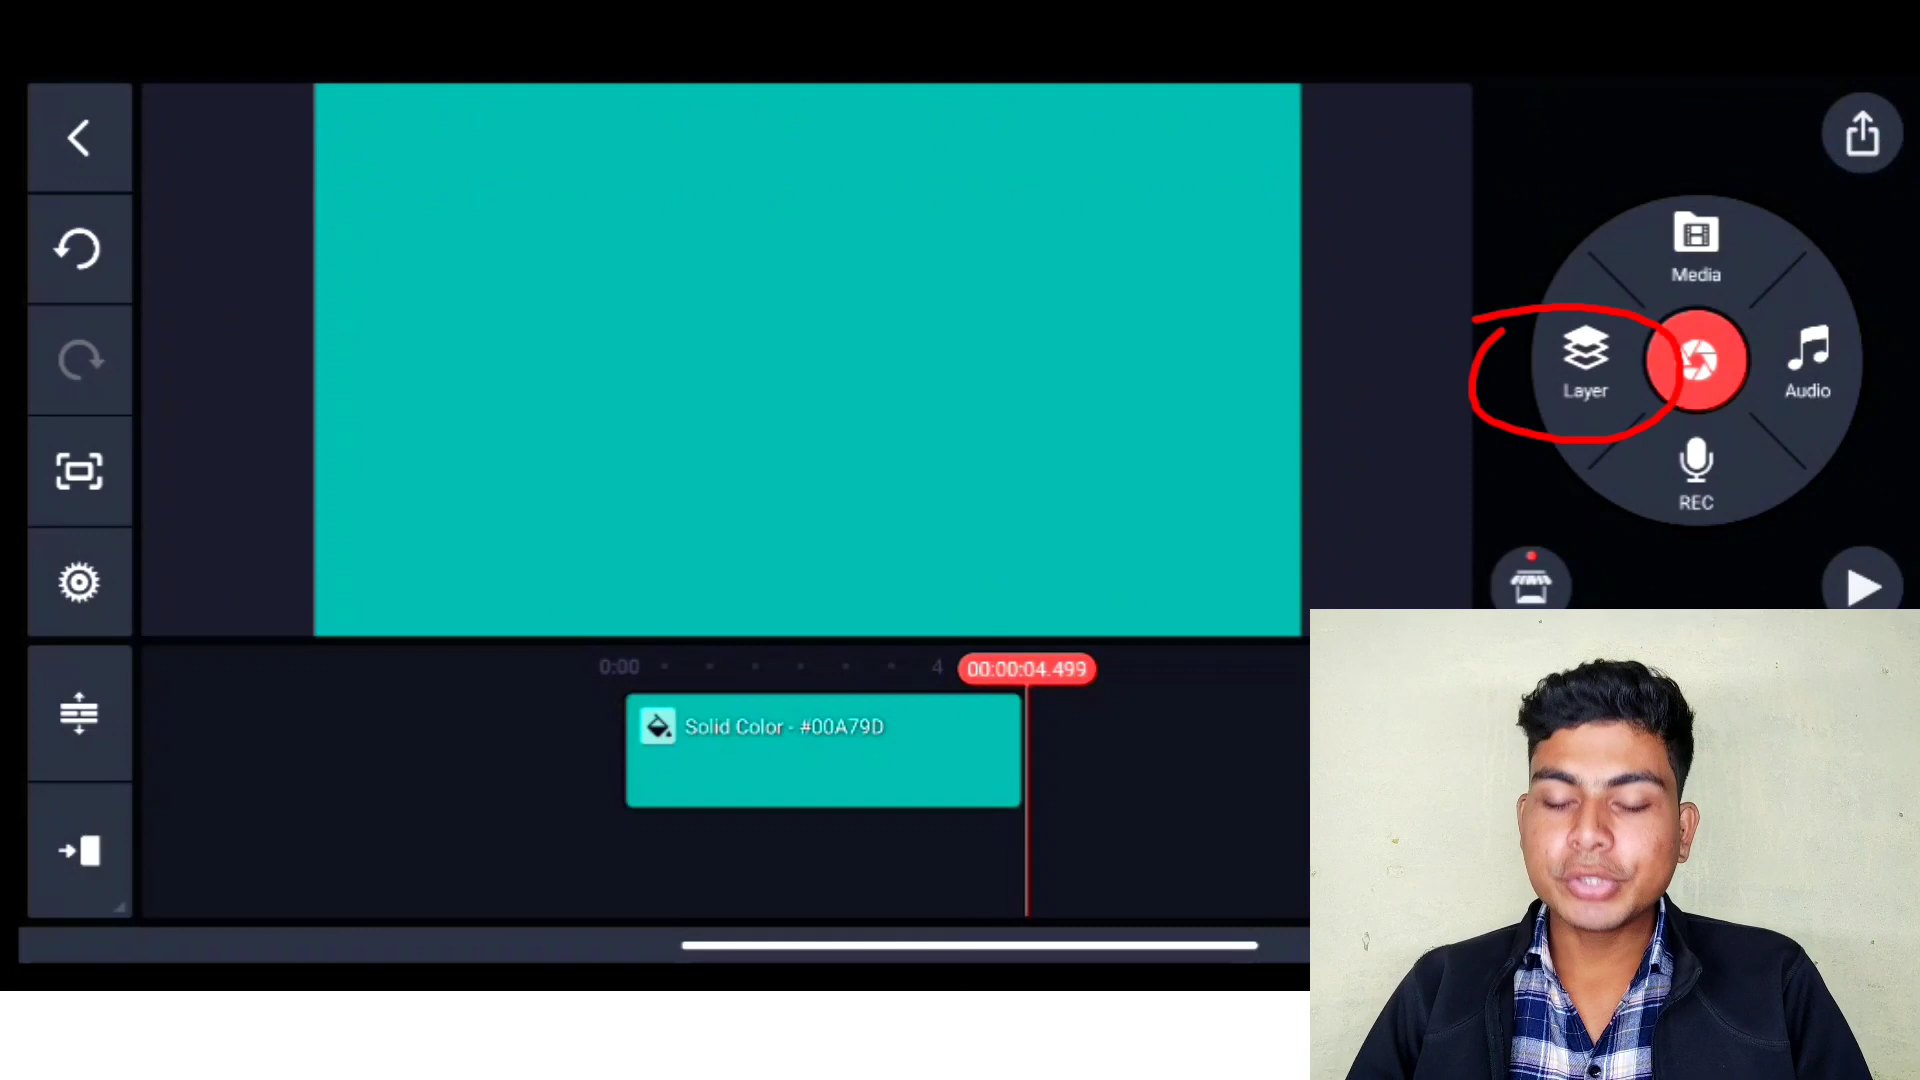 Media
Layer
Audio
REC
0:00
4
00:00:04.499
Solid Color - #00A79D